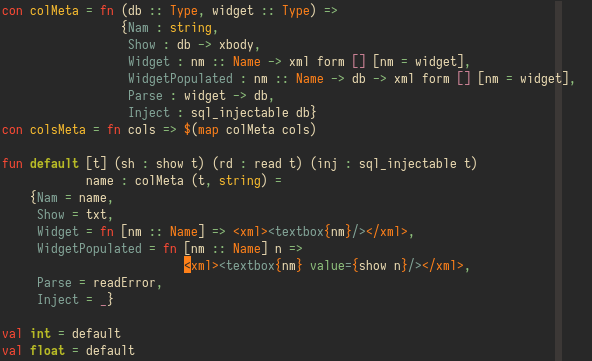 con colMeta = fn (db :: Type, widget :: Type) =>
                 {Nam : string,
                  Show : db -> xbody,
                  Widget : nm :: Name -> xml form [] [nm = widget],
                  WidgetPopulated : nm :: Name -> db -> xml form [] [nm = widget],
                  Parse : widget -> db,
                  Inject : sql_injectable db}
con colsMeta = fn cols => $(map colMeta cols)

fun default [t] (sh : show t) (rd : read t) (inj : sql_injectable t)
            name : colMeta (t, string) =
    {Nam = name,
     Show = txt,
     Widget = fn [nm :: Name] => <xml><textbox{nm}/></xml>,
     WidgetPopulated = fn [nm :: Name] n =>
                          <xml><textbox{nm} value={show n}/></xml>,
     Parse = readError,
     Inject = _}

val int = default
val float = default